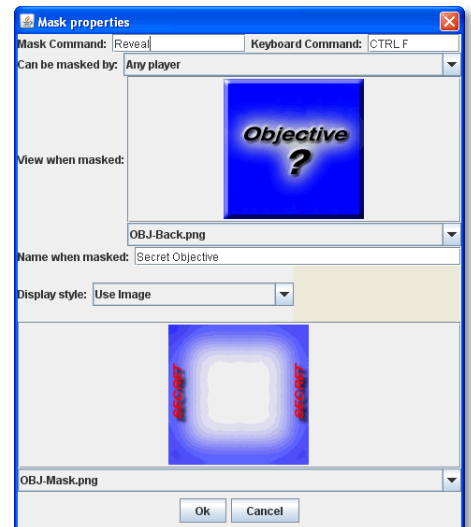 Mask properties
Mask Command: Reveal Keyboard Command: CTRL F
Can be masked by: Any player
Objective
?
View when masked:
OBJ-Back.png
Name when masked: Secret Objective
Display style: Use Image
SECRET SECRET
OBJ-Mask.png
Ok Cancel